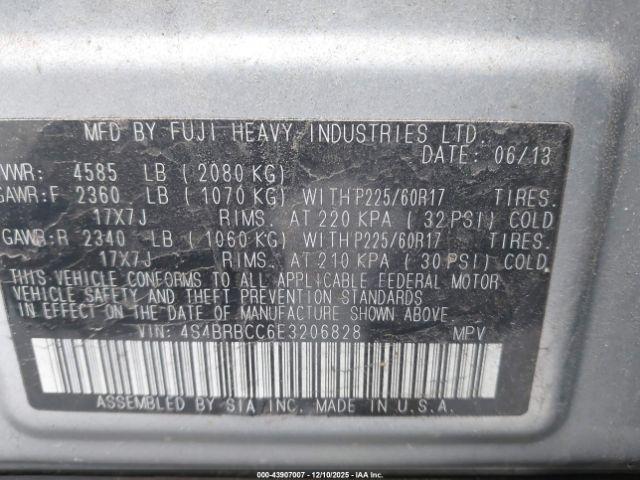 MFD BY FUJI HEAVY INDUSTRIES LTD.
DATE: 06/13
VWR: 4585 LB ( 2080 KG)
GAWR:F 2360 LB ( 1070 KG) WITH P225/60R17 TIRES.
17X7J RIMS. AT 220 KPA ( 32 PSI) COLD
GAWR:R 2340 LB ( 1060 KG) WITH P225/60R17 TIRES.
17X7J RIMS. AT 210 KPA ( 30 PSI) COLD.
THIS VEHICLE CONFORMS TO ALL APPLICABLE FEDERAL MOTOR
VEHICLE SAFETY AND THEFT PREVENTION STANDARDS
IN EFFECT ON THE DATE OF MANUFACTURE SHOWN ABOVE.
VIN: 4S4BRBCC6E3206828 MPV
ASSEMBLED BY SIA INC. MADE IN U.S.A.
000-43907007 - 12/10/2025 - IAA Inc.